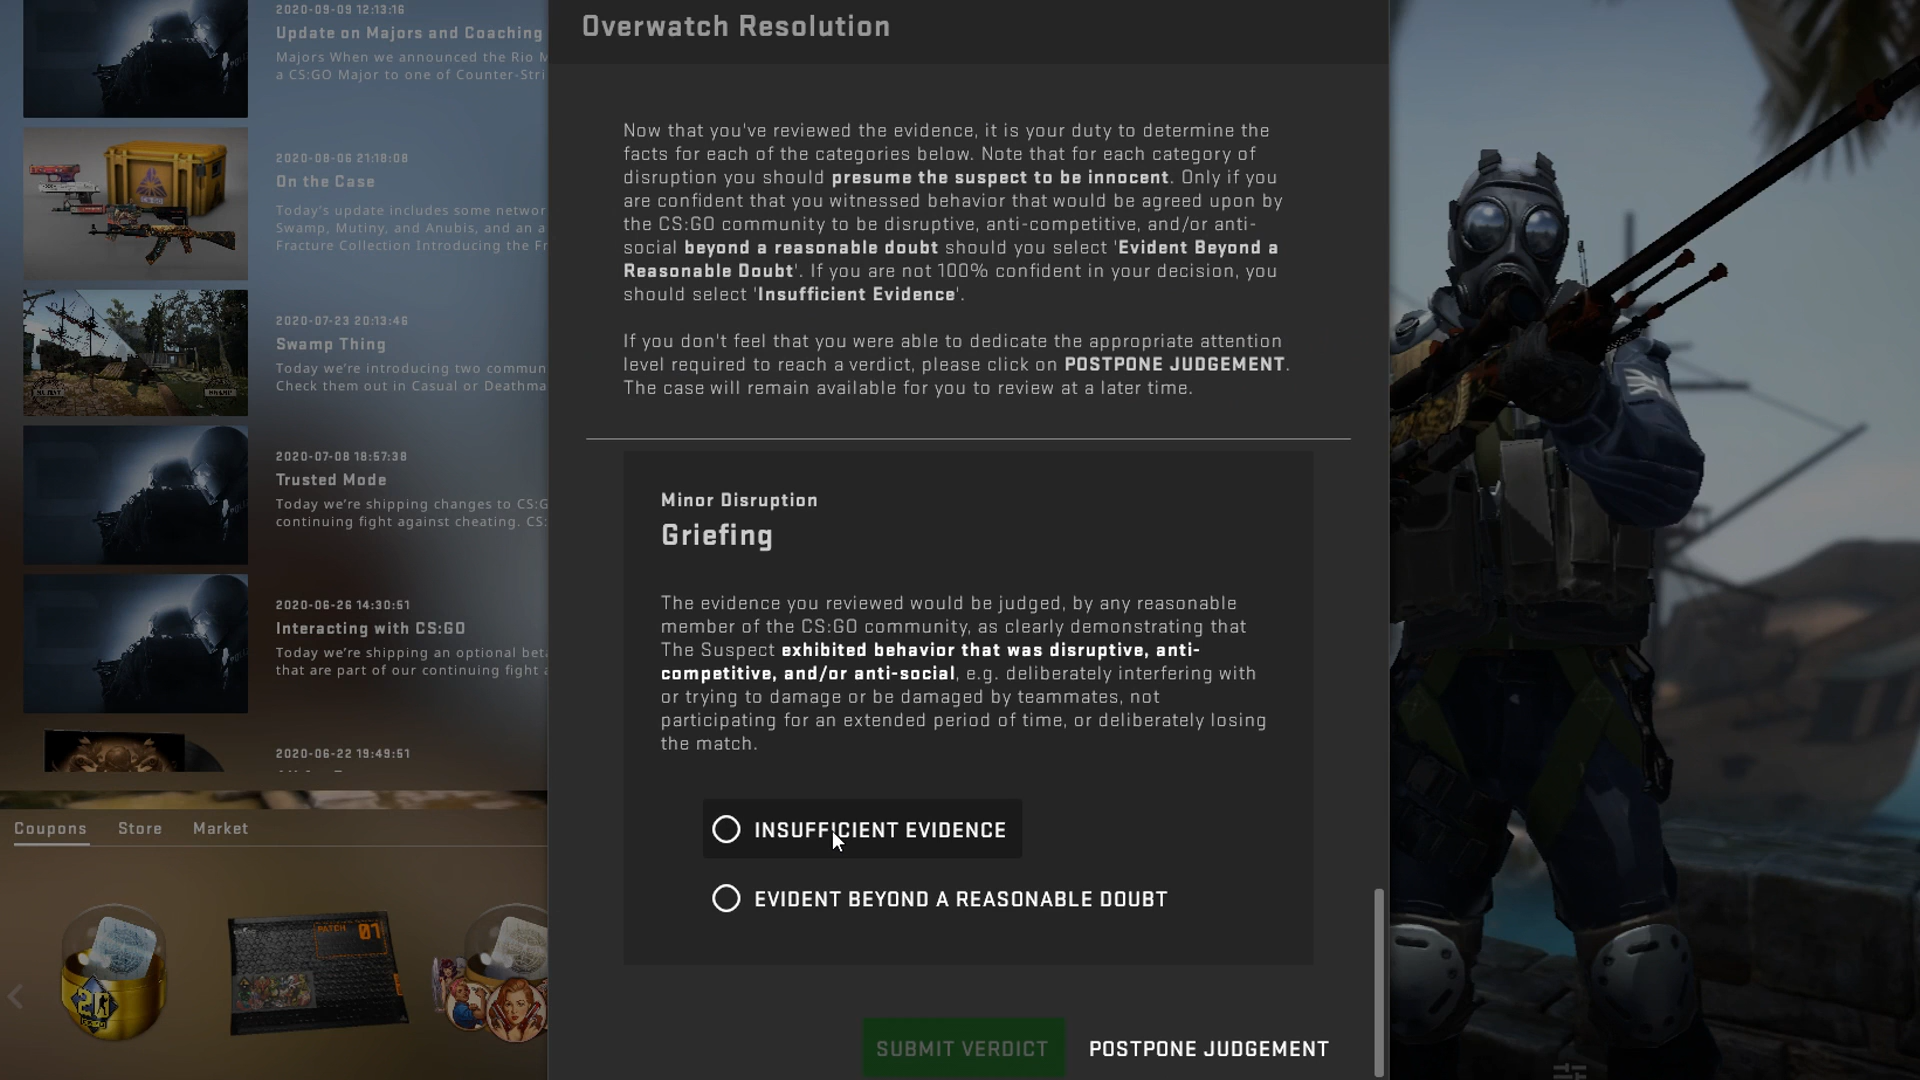 2020-09-09 12:13:16
Update on Majors and Coaching
Majors When we announced the Rio M
a CS:GO Major to one of Counter-Stri
2020-08-06 21:18:08
On the Case
Today's update includes some networ
Swamp, Mutiny, and Anubis, and an a
Fracture Collection Introducing the Fr
2020-07-23 20:13:46
Swamp Thing
Today we're introducing two commun
Check them out in Casual or Deathma
MUTINY
SWAMP
2020-07-08 18:57:38
Trusted Mode
Today we're shipping changes to CS:G
continuing fight against cheating. CS:
2020-06-26 14:30:51
Interacting with CS:GO
Today we're shipping an optional beta
that are part of our continuing fight a
2020-06-22 19:49:51
Coupons Store Market
PATCH 01
Overwatch Resolution
Now that you've reviewed the evidence, it is your duty to determine the
facts for each of the categories below. Note that for each category of
disruption you should presume the suspect to be innocent. Only if you
are confident that you witnessed behavior that would be agreed upon by
the CS:GO community to be disruptive, anti-competitive, and/or anti-
social beyond a reasonable doubt should you select 'Evident Beyond a
Reasonable Doubt'. If you are not 100% confident in your decision, you
should select 'Insufficient Evidence'.
If you don't feel that you were able to dedicate the appropriate attention
level required to reach a verdict, please click on POSTPONE JUDGEMENT.
The case will remain available for you to review at a later time.
Minor Disruption
Griefing
The evidence you reviewed would be judged, by any reasonable
member of the CS:GO community, as clearly demonstrating that
The Suspect exhibited behavior that was disruptive, anti-
competitive, and/or anti-social, e.g. deliberately interfering with
or trying to damage or be damaged by teammates, not
participating for an extended period of time, or deliberately losing
the match.
INSUFFICIENT EVIDENCE
EVIDENT BEYOND A REASONABLE DOUBT
SUBMIT VERDICT
POSTPONE JUDGEMENT